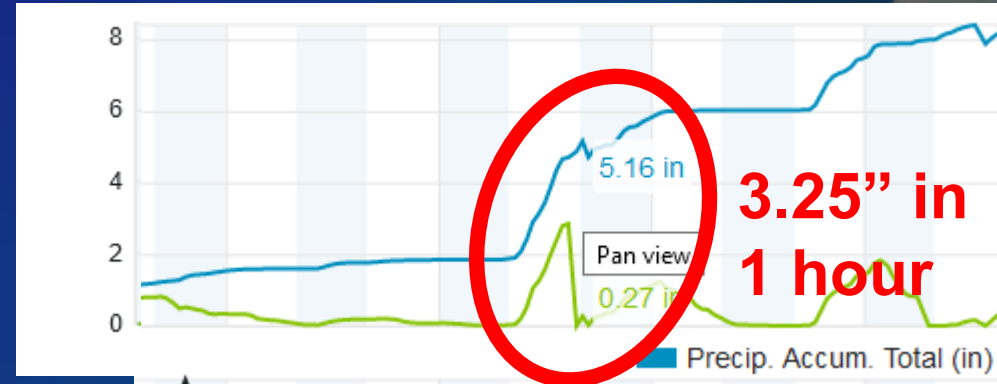 8
6
4
2
0
5.16 in
Pan view
0.27 in
3.25” in
1 hour
Precip. Accum. Total (in)